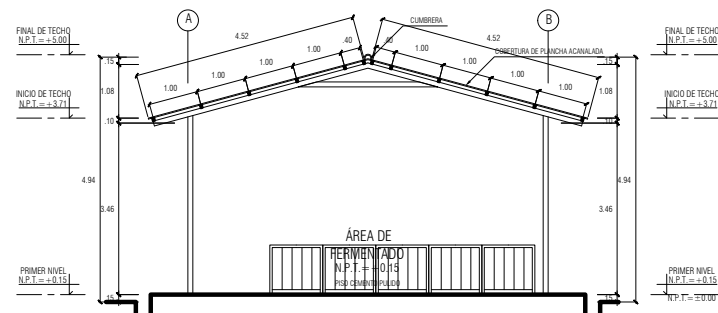 A
B
CUMBRERA
FINAL DE TECHO
N.P.T.=+5.00
4.52
.40
.40
4.52
FINAL DE TECHO
N.P.T.=+5.00
COBERTURA DE PLANCHA ACANALADA
1.00
1.00
1.00
1.00
1.00
1.00
1.00
1.00
.15
.15
1.08
1.08
INICIO DE TECHO
N.P.T.=+3.71
INICIO DE TECHO
N.P.T.=+3.71
.10
.10
4.94
4.94
3.46
3.46
ÁREA DE
FERMENTADO
N.P.T.=+0.15
PISO CEMENTO PULIDO
PRIMER NIVEL
N.P.T.=+0.15
PRIMER NIVEL
N.P.T.=+0.15
.15
.15
N.P.T.=±0.00